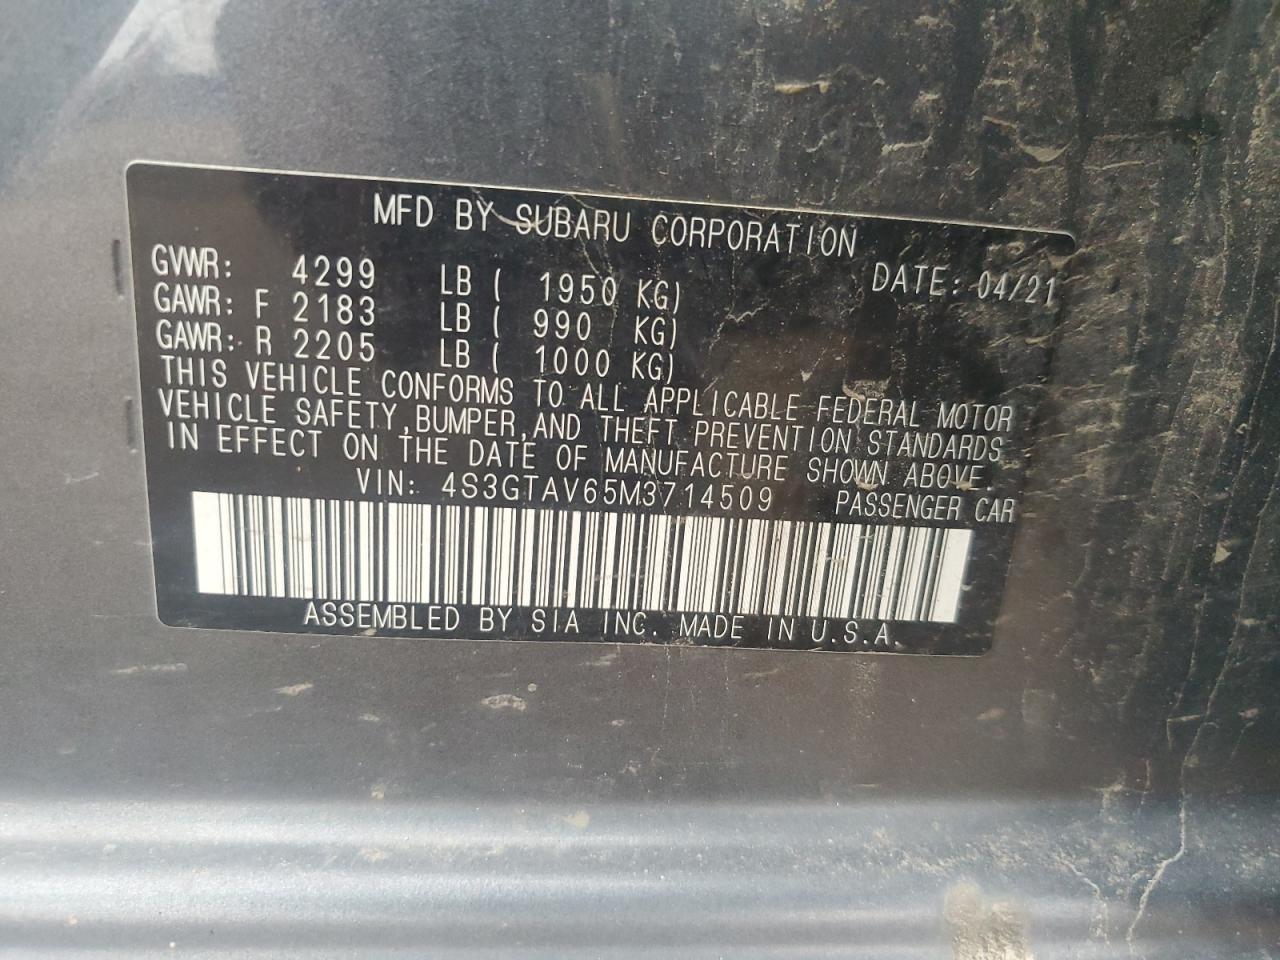 MFD BY SUBARU CORPORATION
GVWR: 4299 LB ( 1950 KG) DATE: 04/21
GAWR: F 2183 LB ( 990 KG)
GAWR: R 2205 LB ( 1000 KG)
THIS VEHICLE CONFORMS TO ALL APPLICABLE FEDERAL MOTOR
VEHICLE SAFETY, BUMPER, AND THEFT PREVENTION STANDARDS
IN EFFECT ON THE DATE OF MANUFACTURE SHOWN ABOVE.
VIN: 4S3GTAV65M3714509 PASSENGER CAR
ASSEMBLED BY SIA INC. MADE IN U.S.A.